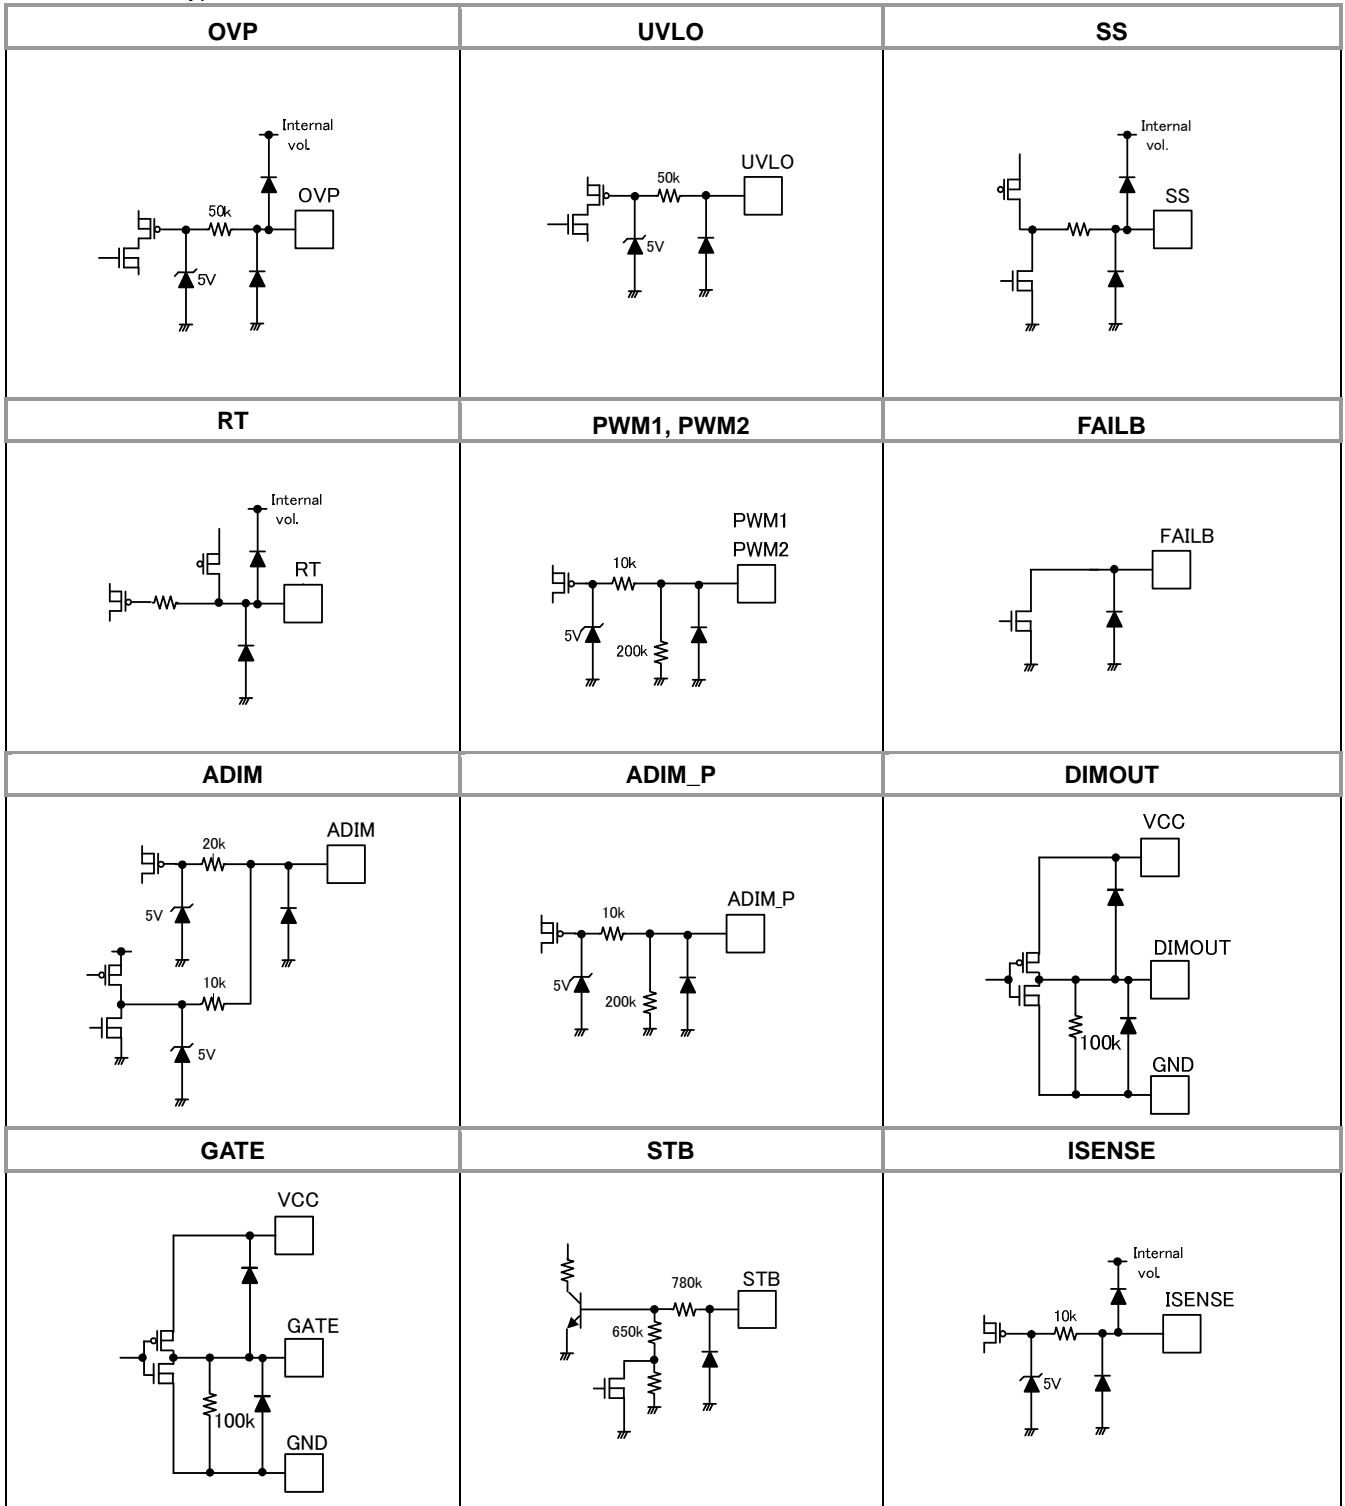 OVP UVLO SS
Internal
vol.
OVP
50k
5V
UVLO
50k
5V
Internal
vol.
SS
RT PWM1, PWM2 FAILB
Internal
vol.
RT
PWM1
PWM2
10k
5V
200k
FAILB
ADIM ADIM_P DIMOUT
ADIM
20k
5V
10k
5V
ADIM_P
10k
5V
200k
VCC
DIMOUT
100k
GND
GATE STB ISENSE
VCC
GATE
100k
GND
STB
780k
650k
Internal
vol.
ISENSE
10k
5V